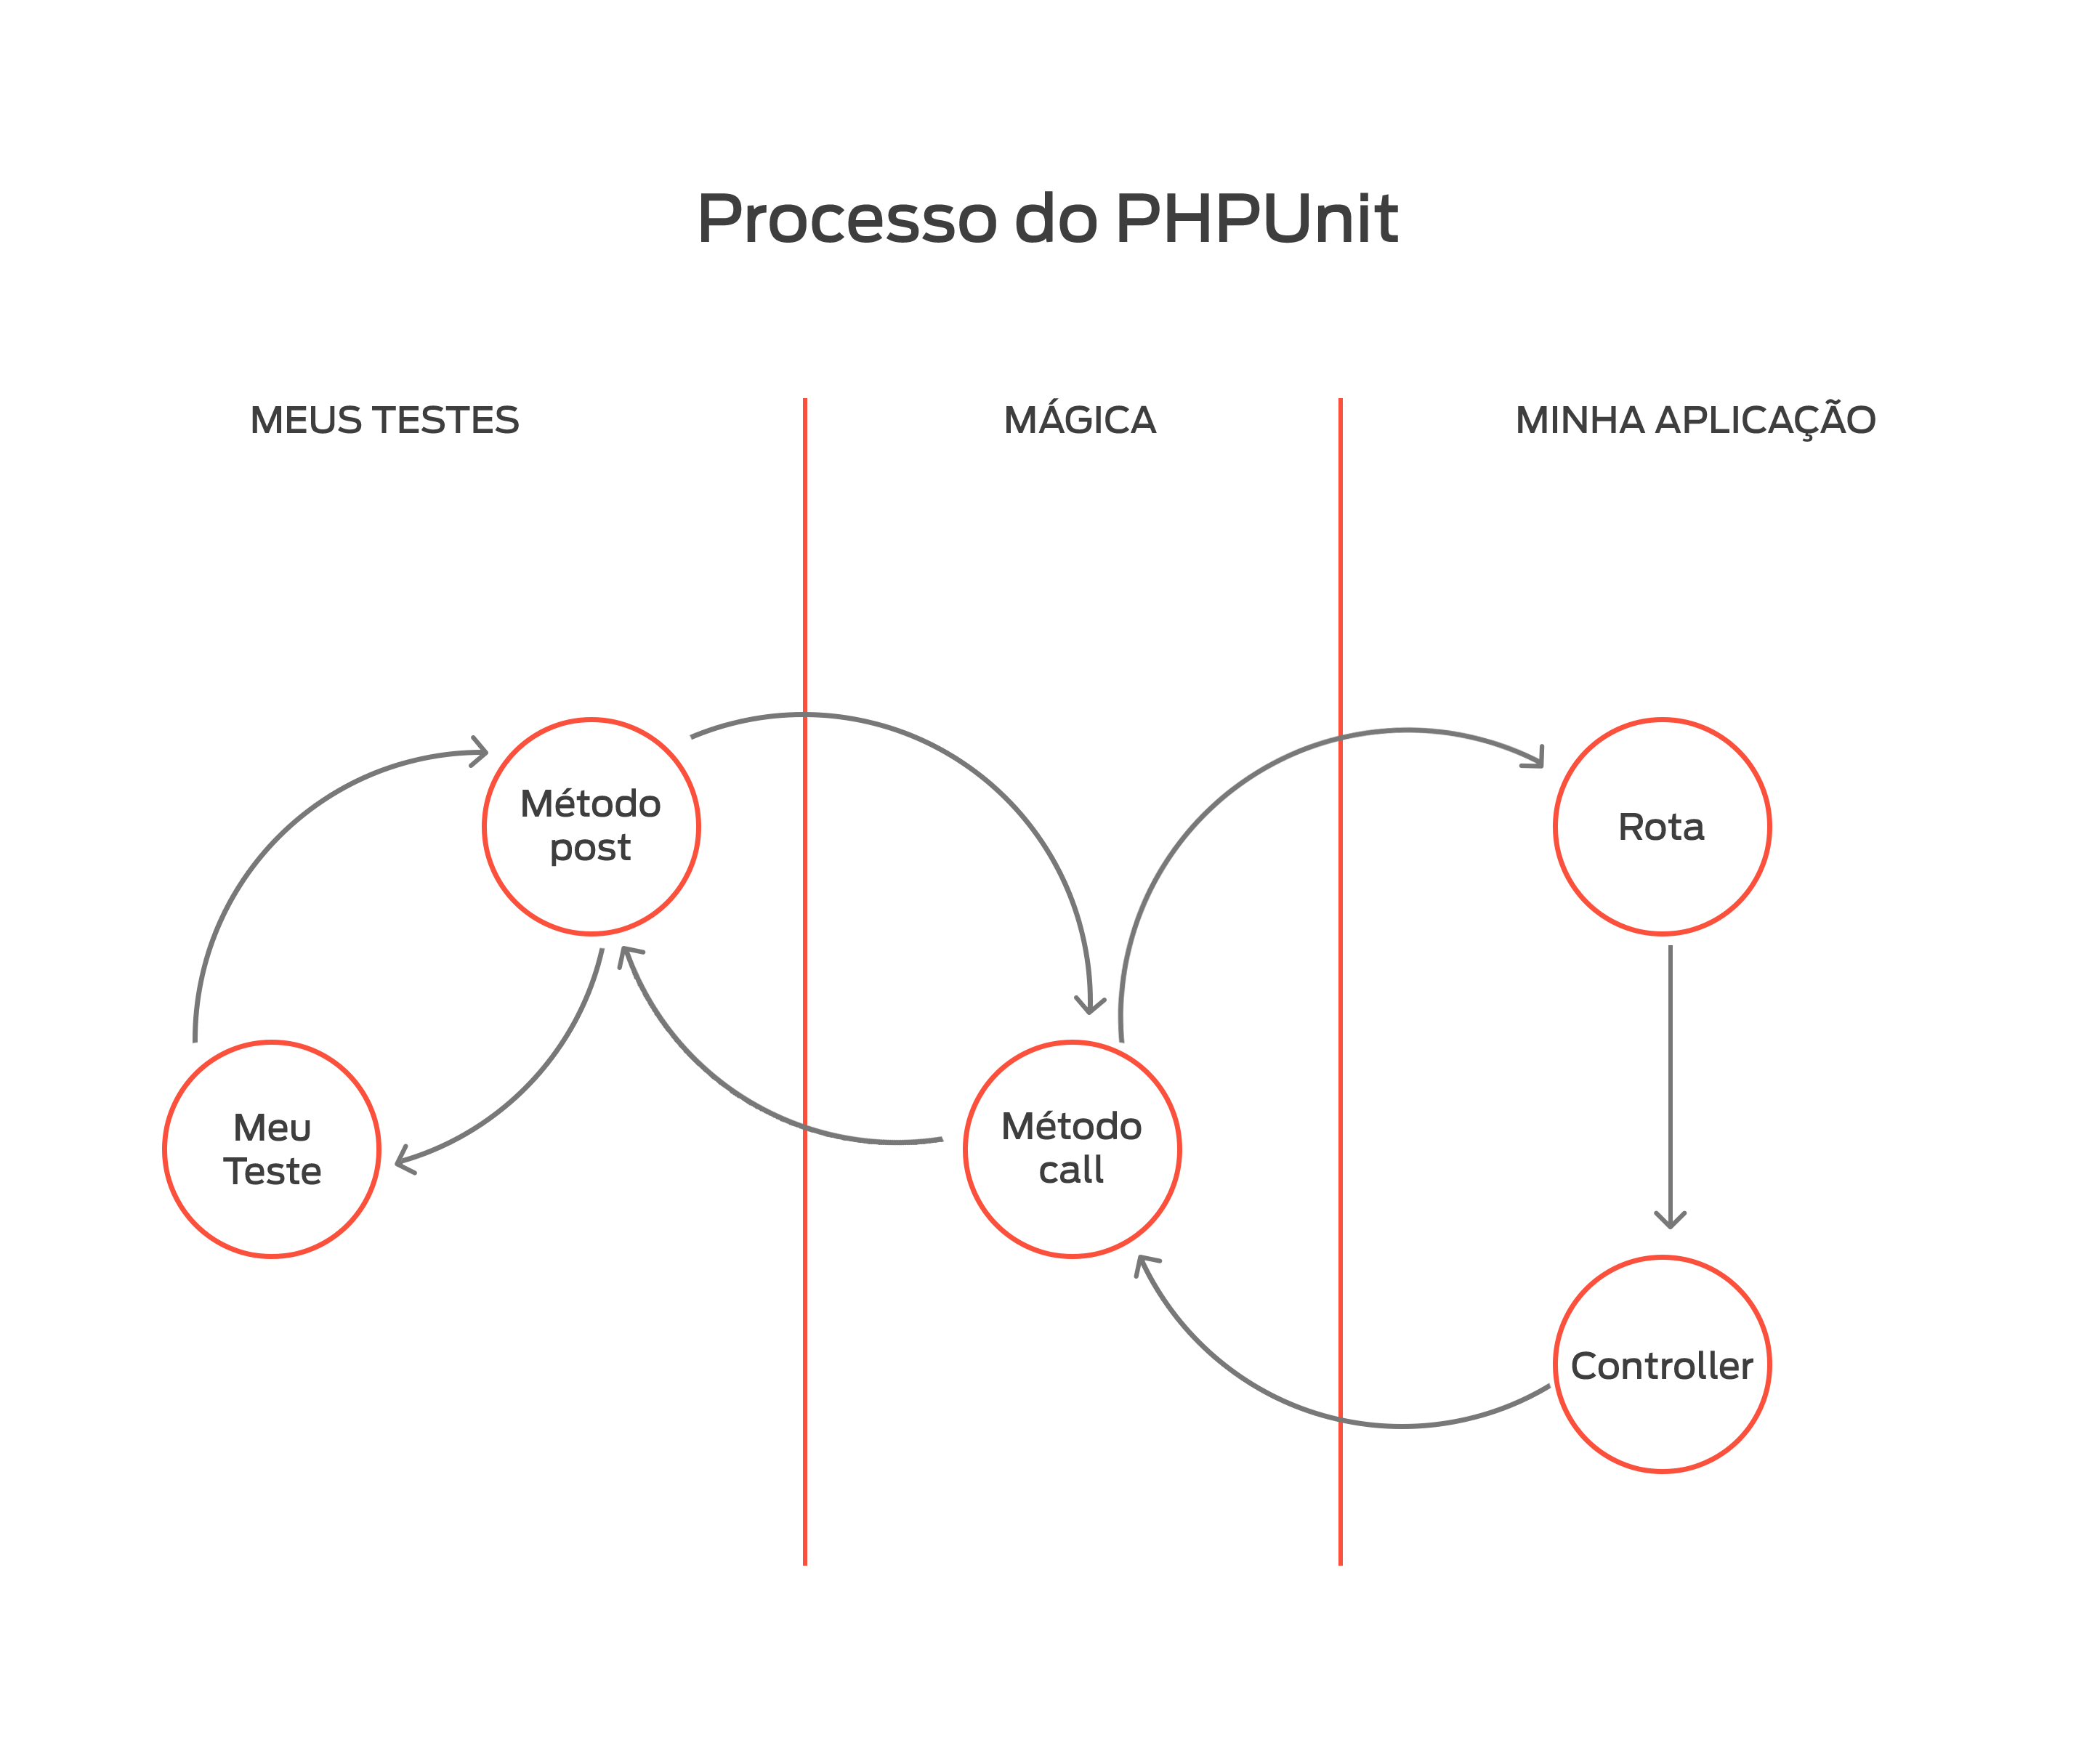 Processo do PHPUnit
MEUS TESTES
MÁGICA
MINHA APLICAÇÃO
Método
post
Rota
Meu
Teste
Método
call
Controller